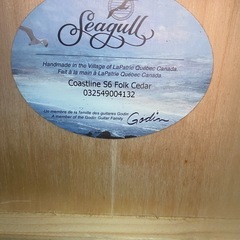 Seagull
Handmade in the Village of LaPatrie Québec Canada
Fait à la main à LaPatrie Québec Canada
Coastline S6 Folk Cedar
032549004132
Un membre de la famille des guitares Godin
A member of the Godin Guitar Family
Godin